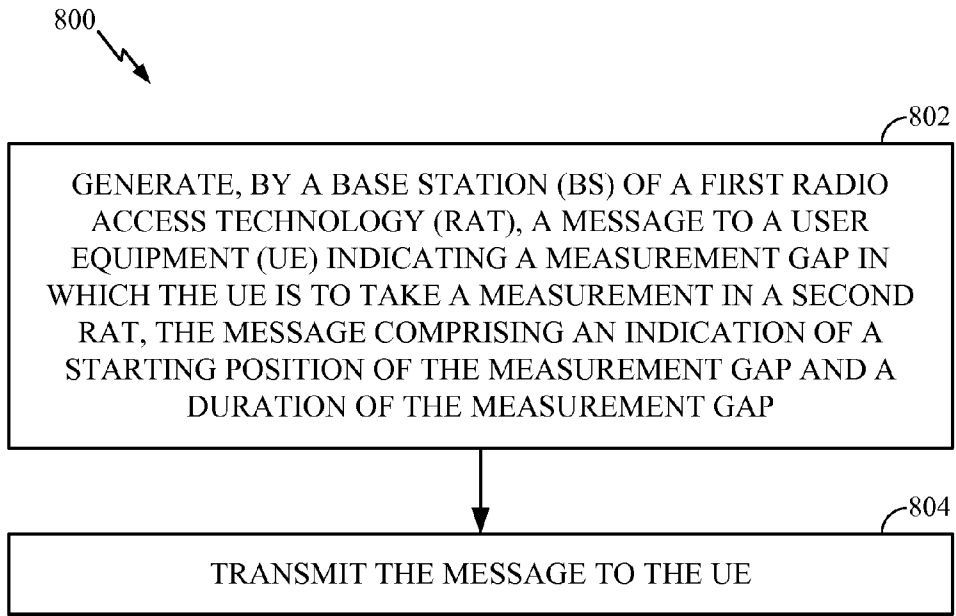 800
802
GENERATE, BY A BASE STATION (BS) OF A FIRST RADIO
ACCESS TECHNOLOGY (RAT), A MESSAGE TO A USER
EQUIPMENT (UE) INDICATING A MEASUREMENT GAP IN
WHICH THE UE IS TO TAKE A MEASUREMENT IN A SECOND
RAT, THE MESSAGE COMPRISING AN INDICATION OF A
STARTING POSITION OF THE MEASUREMENT GAP AND A
DURATION OF THE MEASUREMENT GAP
804
TRANSMIT THE MESSAGE TO THE UE